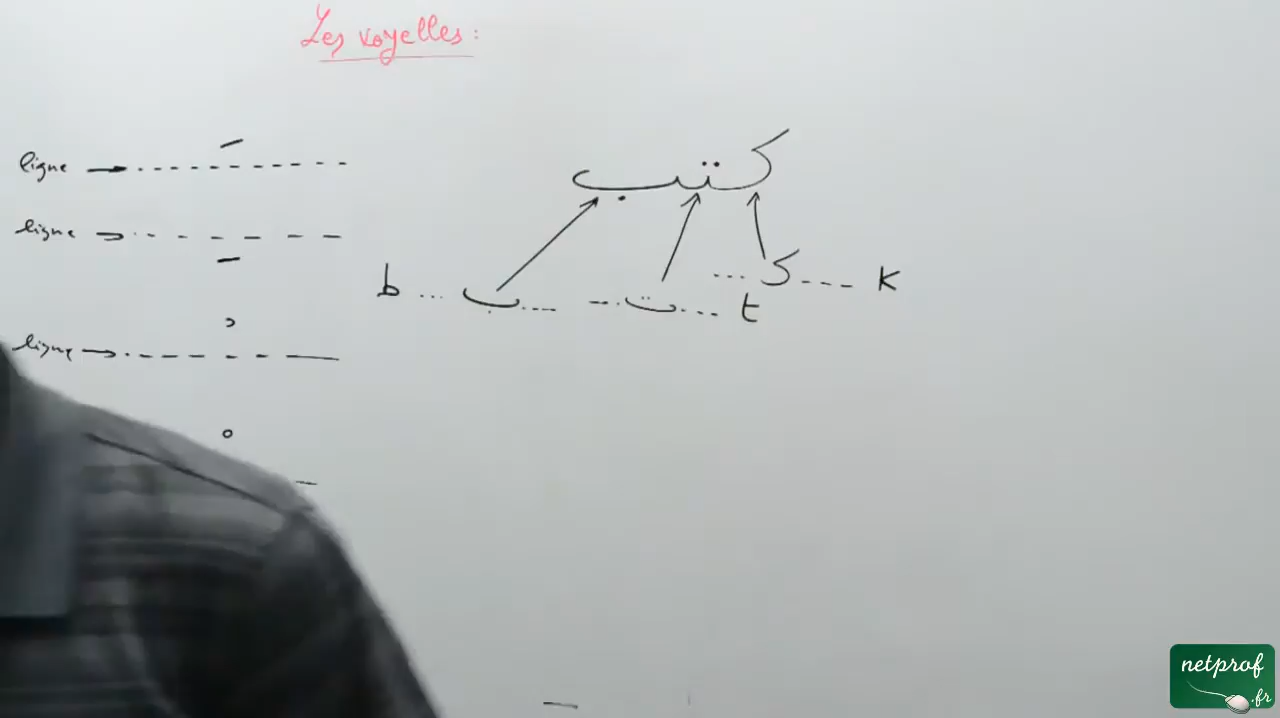 Les voyelles :
ligne
كتب
ligne
ك K
b ب ت t
ligne
netprof
.fr